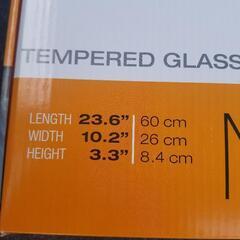 TEMPERED GLASS
LENGTH 23.6" 60 cm
WIDTH 10.2" 26 cm
HEIGHT 3.3" 8.4 cm